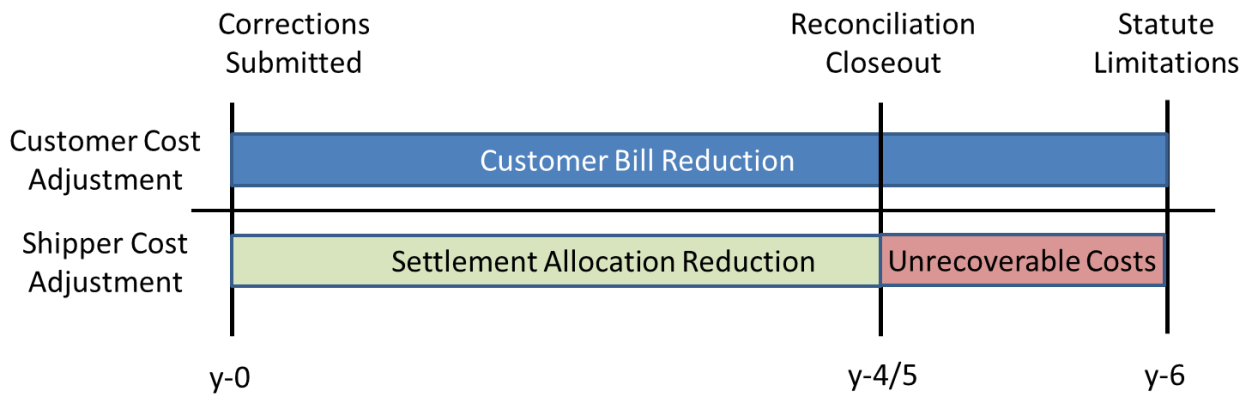 Corrections
Submitted
Reconciliation
Closeout
Statute
Limitations
Customer Cost
Adjustment
Customer Bill Reduction
Shipper Cost
Adjustment
Settlement Allocation Reduction
Unrecoverable Costs
y-0
y-4/5
y-6